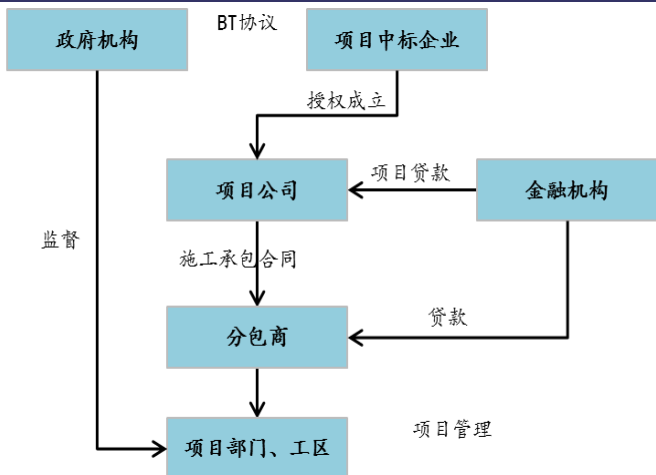 BT协议
政府机构
项目中标企业
授权成立
项目公司
项目贷款
金融机构
监督
施工承包合同
分包商
贷款
项目部门、工区
项目管理